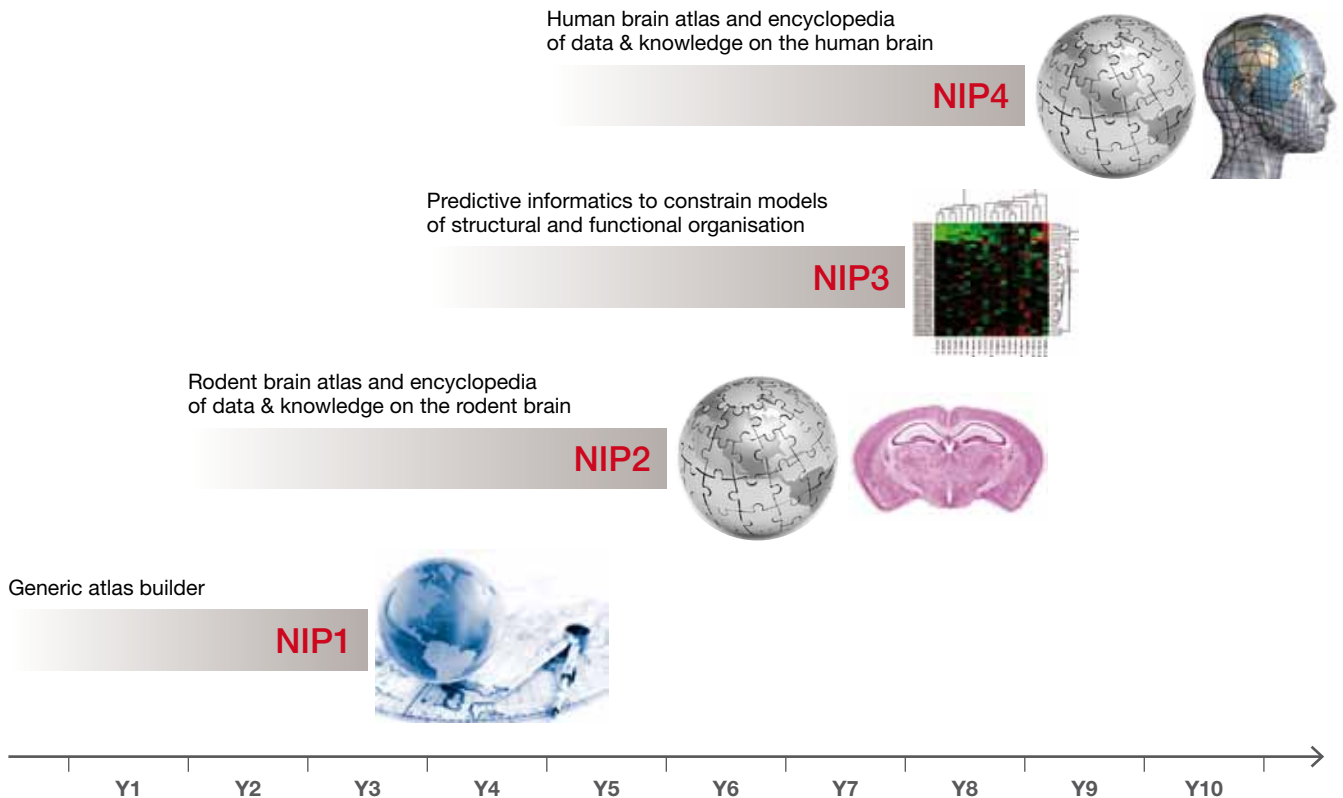 Human brain atlas and encyclopedia
of data & knowledge on the human brain
NIP4
Predictive informatics to constrain models
of structural and functional organisation
NIP3
Rodent brain atlas and encyclopedia
of data & knowledge on the rodent brain
NIP2
Generic atlas builder
NIP1
Y1 Y2 Y3 Y4 Y5 Y6 Y7 Y8 Y9 Y10